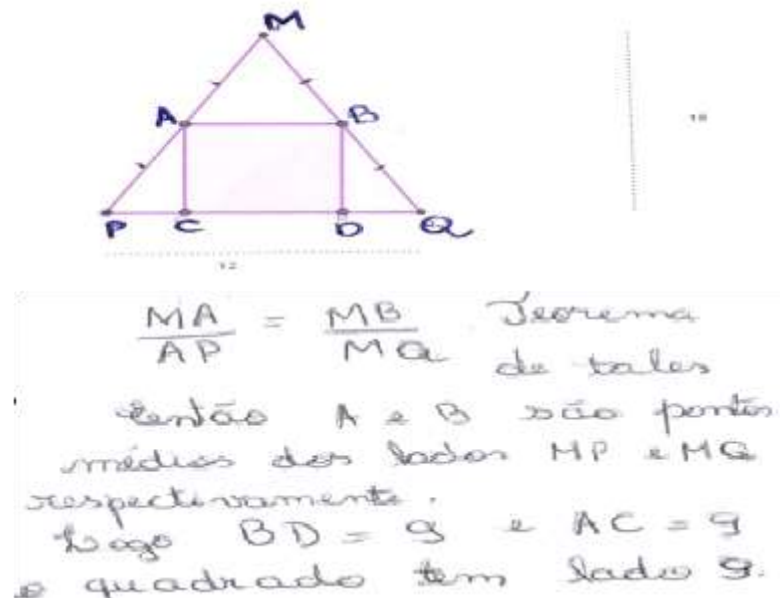 M
A B
P C D Q
12
MA/AP = MB/MQ Teorema
de tales
então A e B são pontos
médios dos lados MP e MQ
respectivamente.
Logo BD = 9 e AC = 9
o quadrado tem lado 9.